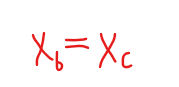 X_b = X_c